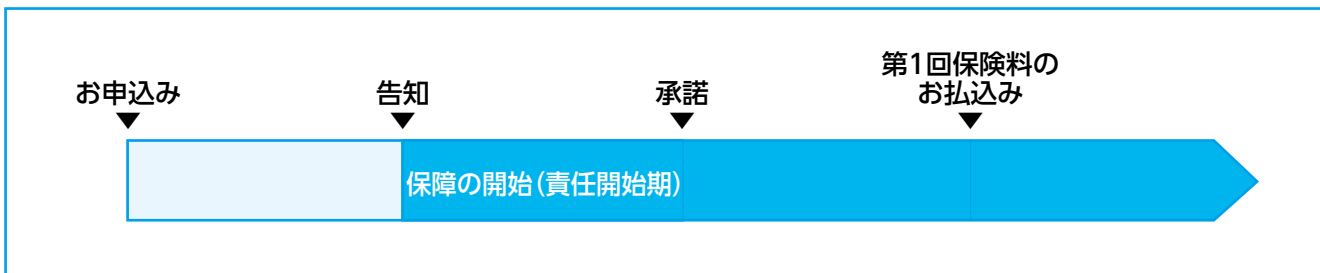 お申込み
告知
承諾
第1回保険料の
お払込み
保障の開始(責任開始期)